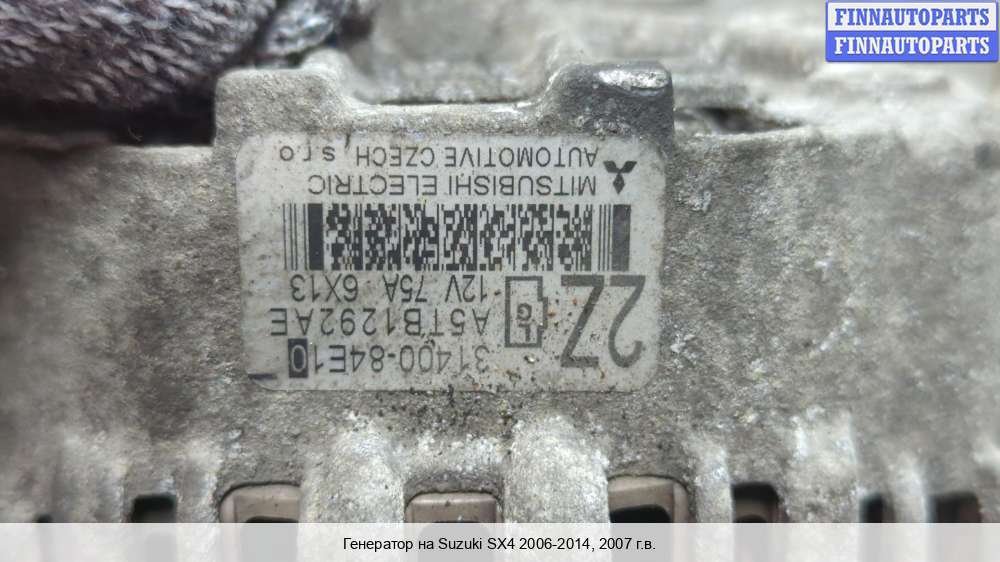 FINNAUTOPARTS
FINNAUTOPARTS
2Z
31400-84E10
A5TB1292AE
L
G
12V 75A 6X13
MITSUBISHI ELECTRIC
AUTOMOTIVE CZECH s.r.o
Генератор на Suzuki SX4 2006-2014, 2007 г.в.